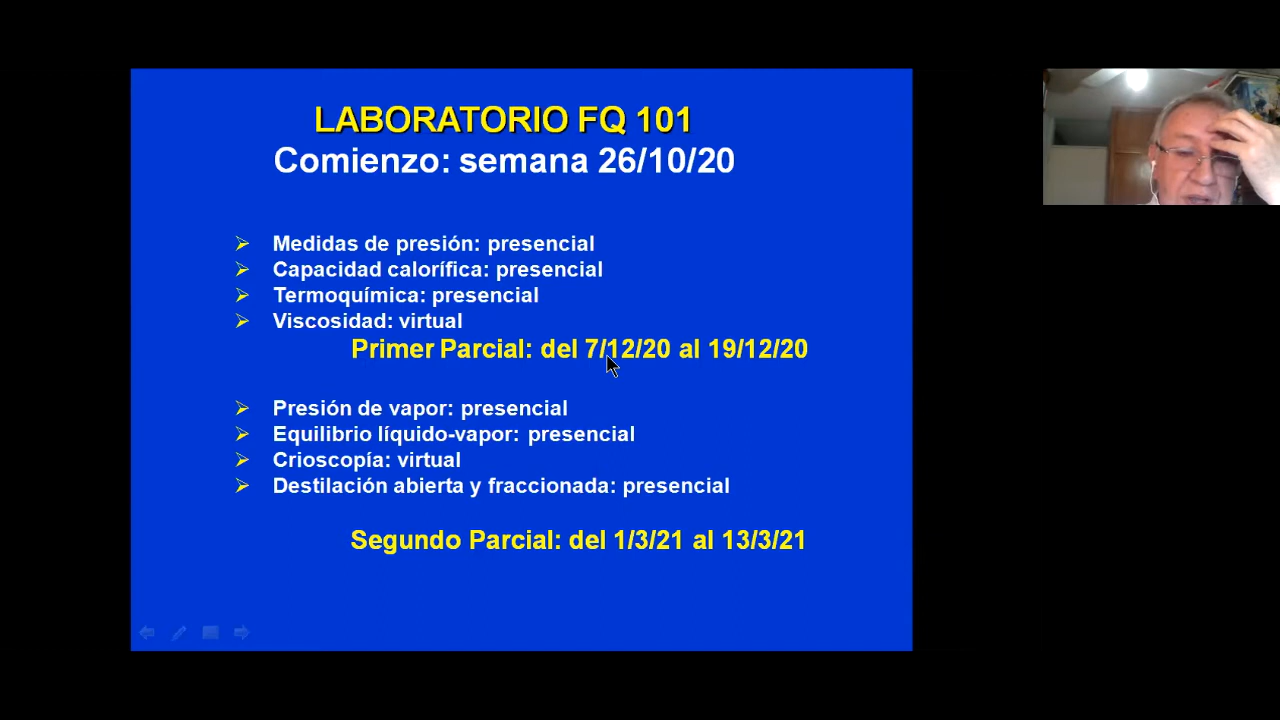 LABORATORIO FQ 101
Comienzo: semana 26/10/20
Medidas de presión: presencial
Capacidad calorífica: presencial
Termoquímica: presencial
Viscosidad: virtual
Primer Parcial: del 7/12/20 al 19/12/20
Presión de vapor: presencial
Equilibrio líquido-vapor: presencial
Crioscopía: virtual
Destilación abierta y fraccionada: presencial
Segundo Parcial: del 1/3/21 al 13/3/21